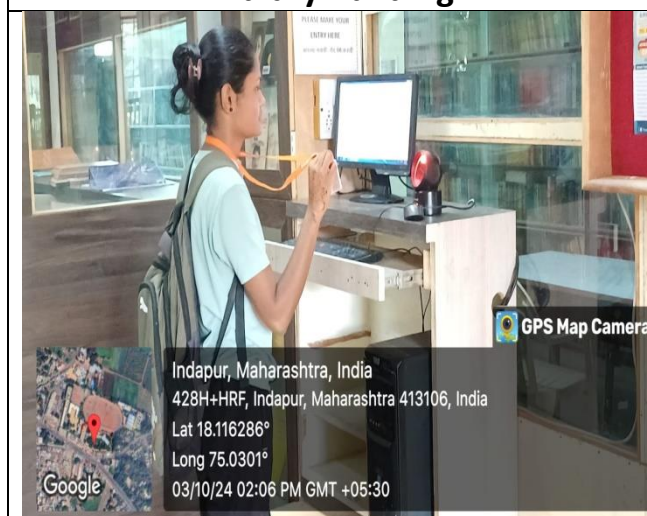 PLEASE MAKE YOUR
ENTRY HERE
GPS Map Camera
Indapur, Maharashtra, India
428H+HRF, Indapur, Maharashtra 413106, India
Lat 18.116286°
Long 75.0301°
03/10/24 02:06 PM GMT +05:30
Google